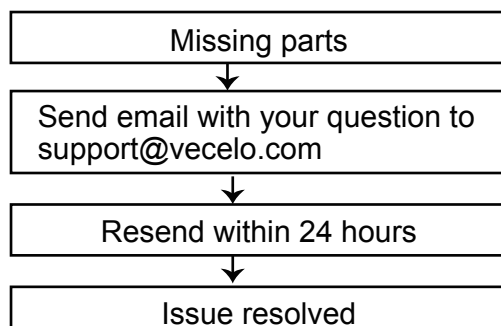 Missing parts
Send email with your question to
support@vecelo.com
Resend within 24 hours
Issue resolved